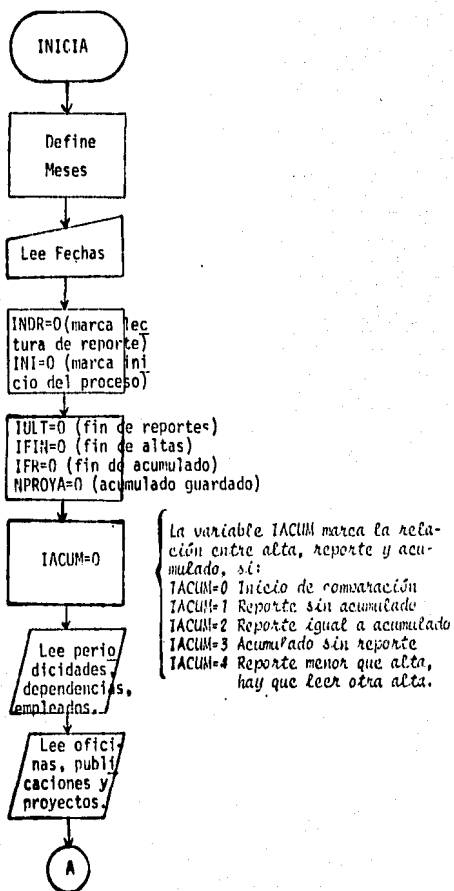 INICIA
Define
Meses
Lee Fechas
INDR=0 (marca lec
tura de reporte)
INI=0 (marca ini
cio del proceso)
IULT=0 (fin de reportes)
IFIN=0 (fin de altas)
IFR=0 (fin de acumulado)
NPROYA=0 (acumulado guardado)
IACUM=0
La variable IACUM marca la rela-
ción entre alta, reporte y acu-
mulado, si:
IACUM=0 Inicio de comparación
IACUM=1 Reporte sin acumulado
IACUM=2 Reporte igual a acumulado
IACUM=3 Acumulado sin reporte
IACUM=4 Reporte menor que alta,
hay que leer otra alta.
Lee perio
dicidades,
dependencias,
empleados.
Lee ofici-
nas, publi
caciones y
proyectos.
A